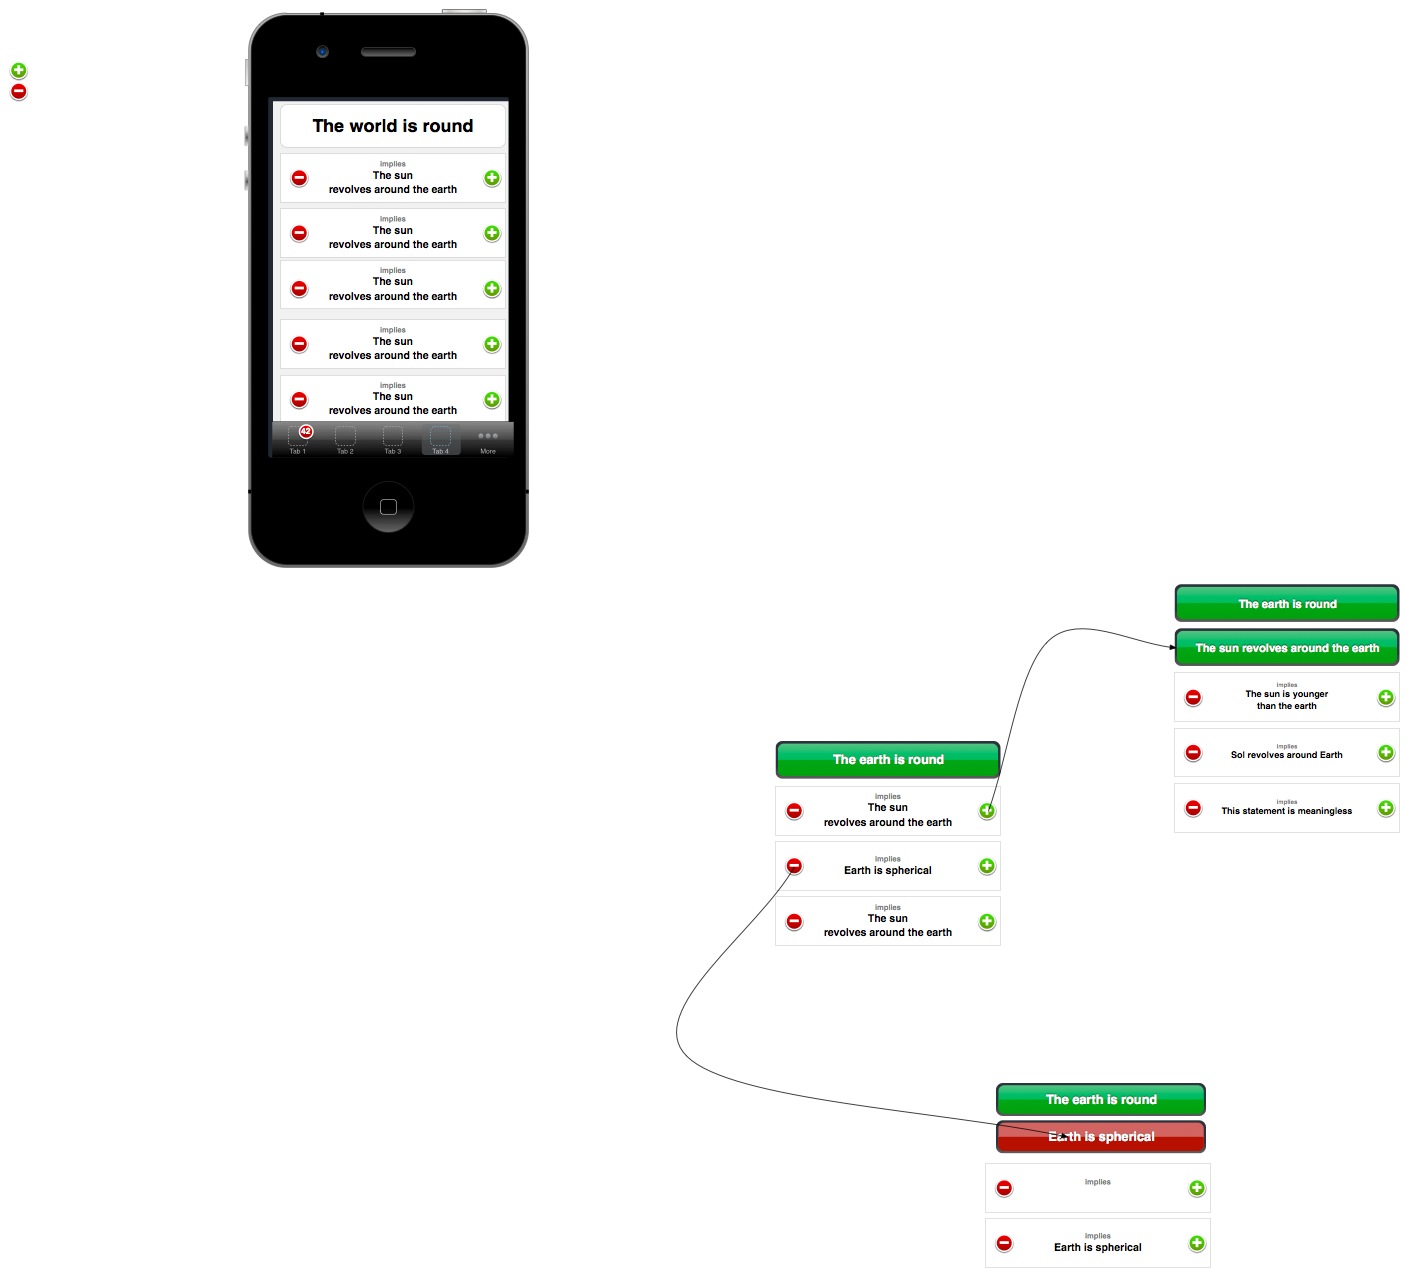 The world is round
implies
The sun
revolves around the earth
implies
The sun
revolves around the earth
implies
The sun
revolves around the earth
implies
The sun
revolves around the earth
implies
The sun
revolves around the earth
42
Tab 1
Tab 2
Tab 3
Tab 4
More
The earth is round
The sun revolves around the earth
implies
The sun is younger
than the earth
implies
Sol revolves around Earth
implies
This statement is meaningless
The earth is round
implies
The sun
revolves around the earth
implies
Earth is spherical
implies
The sun
revolves around the earth
The earth is round
Earth is spherical
implies
implies
Earth is spherical